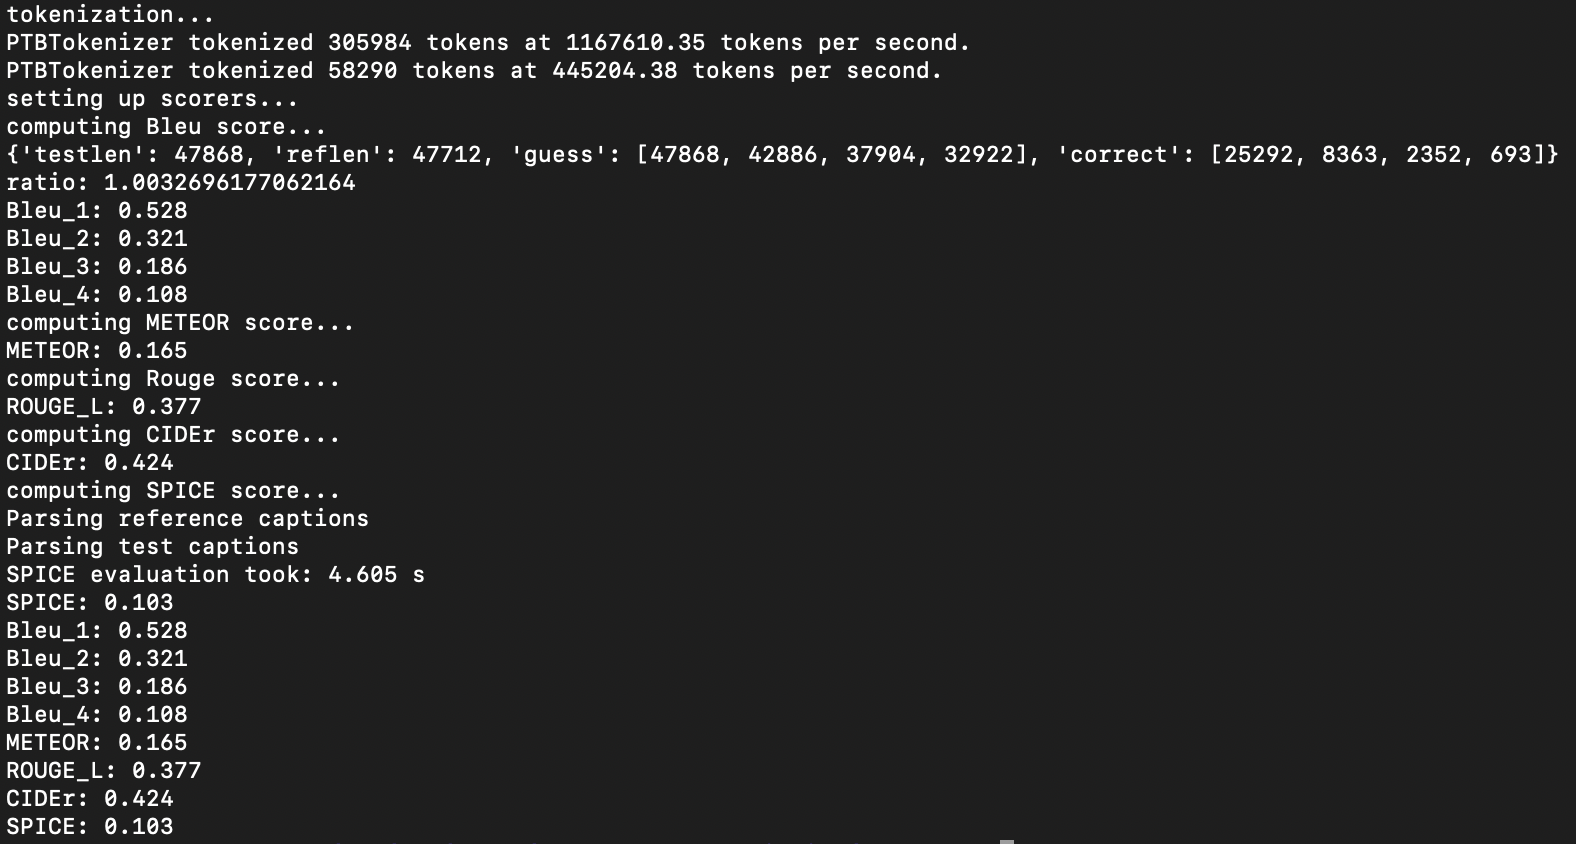 tokenization...
PTBTokenizer tokenized 305984 tokens at 1167610.35 tokens per second.
PTBTokenizer tokenized 58290 tokens at 445204.38 tokens per second.
setting up scorers...
computing Bleu score...
{'testlen': 47868, 'reflen': 47712, 'guess': [47868, 42886, 37904, 32922], 'correct': [25292, 8363, 2352, 693]}
ratio: 1.0032696177062164
Bleu_1: 0.528
Bleu_2: 0.321
Bleu_3: 0.186
Bleu_4: 0.108
computing METEOR score...
METEOR: 0.165
computing Rouge score...
ROUGE_L: 0.377
computing CIDEr score...
CIDEr: 0.424
computing SPICE score...
Parsing reference captions
Parsing test captions
SPICE evaluation took: 4.605 s
SPICE: 0.103
Bleu_1: 0.528
Bleu_2: 0.321
Bleu_3: 0.186
Bleu_4: 0.108
METEOR: 0.165
ROUGE_L: 0.377
CIDEr: 0.424
SPICE: 0.103